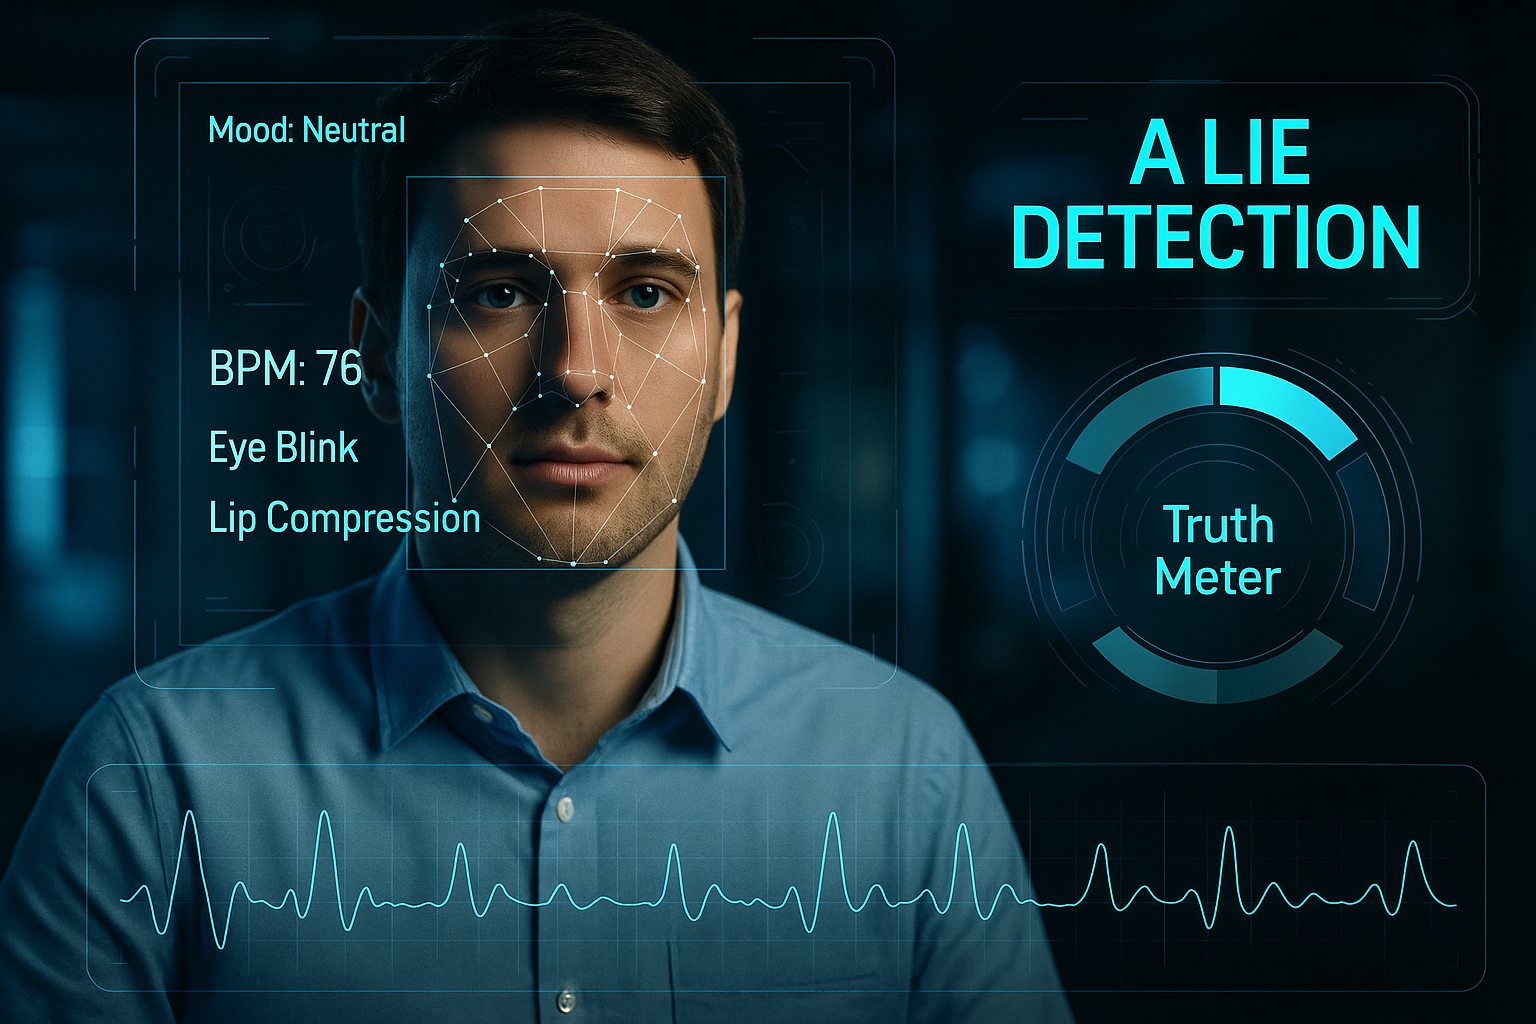 Mood: Neutral
BPM: 76
Eye Blink
Lip Compression
A LIE
DETECTION
Truth
Meter